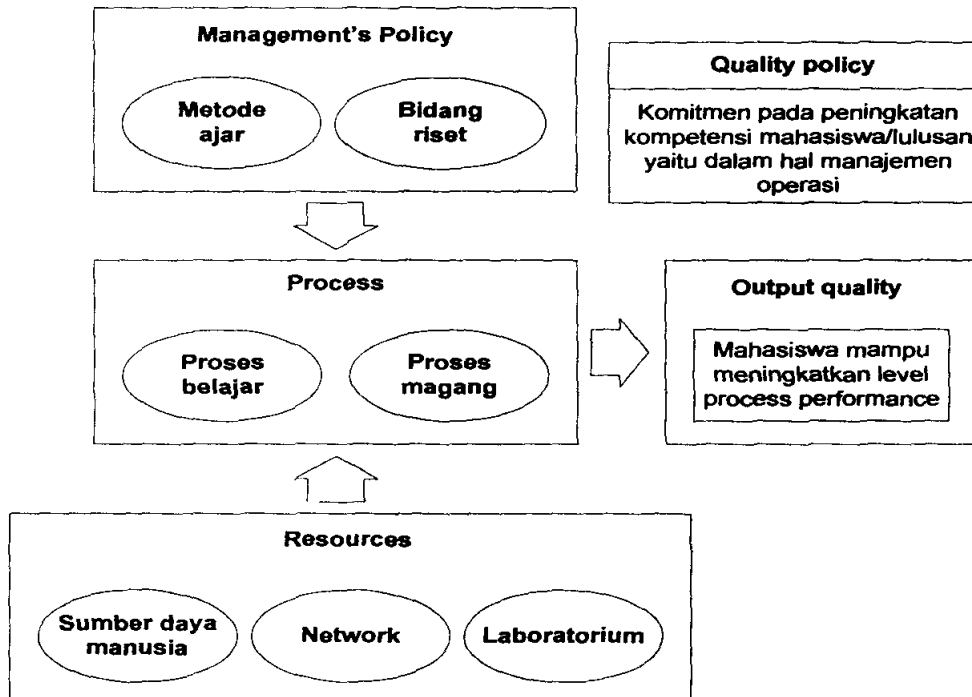 Management's Policy
Metode
ajar
Bidang
riset
Quality policy
Komitmen pada peningkatan
kompetensi mahasiswa/lulusan
yaitu dalam hal manajemen
operasi
Process
Proses
belajar
Proses
magang
Output quality
Mahasiswa mampu
meningkatkan level
process performance
Resources
Sumber daya
manusia
Network
Laboratorium